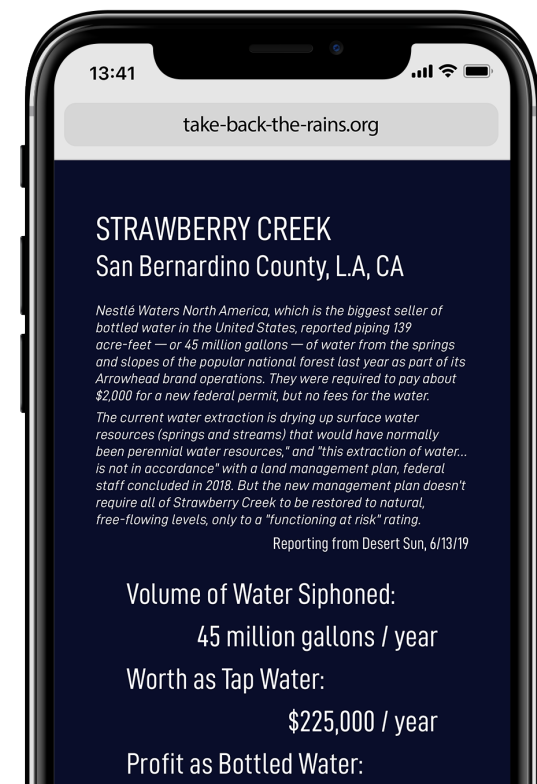 13:41
take-back-the-rains.org
STRAWBERRY CREEK
San Bernardino County, L.A, CA
Nestlé Waters North America, which is the biggest seller of
bottled water in the United States, reported piping 139
acre-feet — or 45 million gallons — of water from the springs
and slopes of the popular national forest last year as part of its
Arrowhead brand operations. They were required to pay about
$2,000 for a new federal permit, but no fees for the water.
The current water extraction is drying up surface water
resources (springs and streams) that would have normally
been perennial water resources," and "this extraction of water...
is not in accordance" with a land management plan, federal
staff concluded in 2018. But the new management plan doesn't
require all of Strawberry Creek to be restored to natural,
free-flowing levels, only to a "functioning at risk" rating.
Reporting from Desert Sun, 6/13/19
Volume of Water Siphoned:
45 million gallons / year
Worth as Tap Water:
$225,000 / year
Profit as Bottled Water: